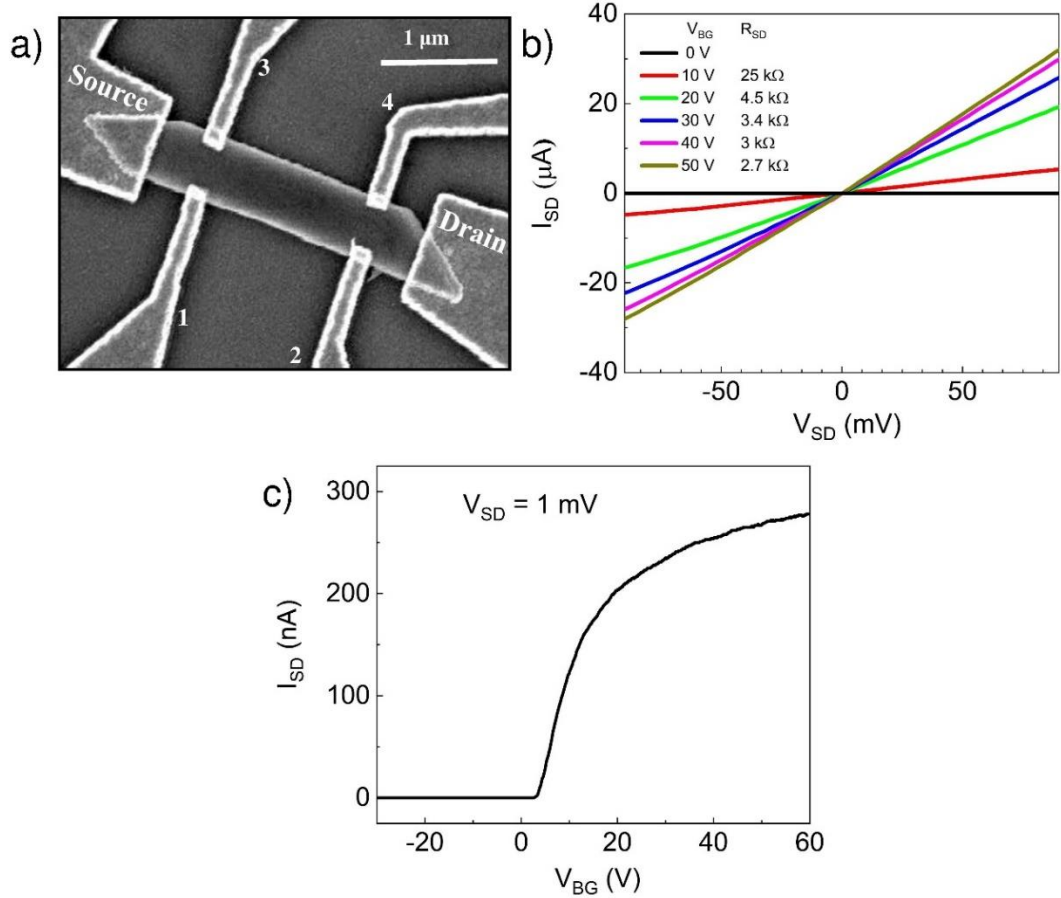 a)
1 μm
3
Source
4
Drain
1
2
b)
V_BG R_SD
0 V
10 V 25 kΩ
20 V 4.5 kΩ
30 V 3.4 kΩ
40 V 3 kΩ
50 V 2.7 kΩ
40
20
0
-20
-40
I_SD (μA)
-50 0 50
V_SD (mV)
c)
V_SD = 1 mV
300
200
100
0
I_SD (nA)
-20 0 20 40 60
V_BG (V)